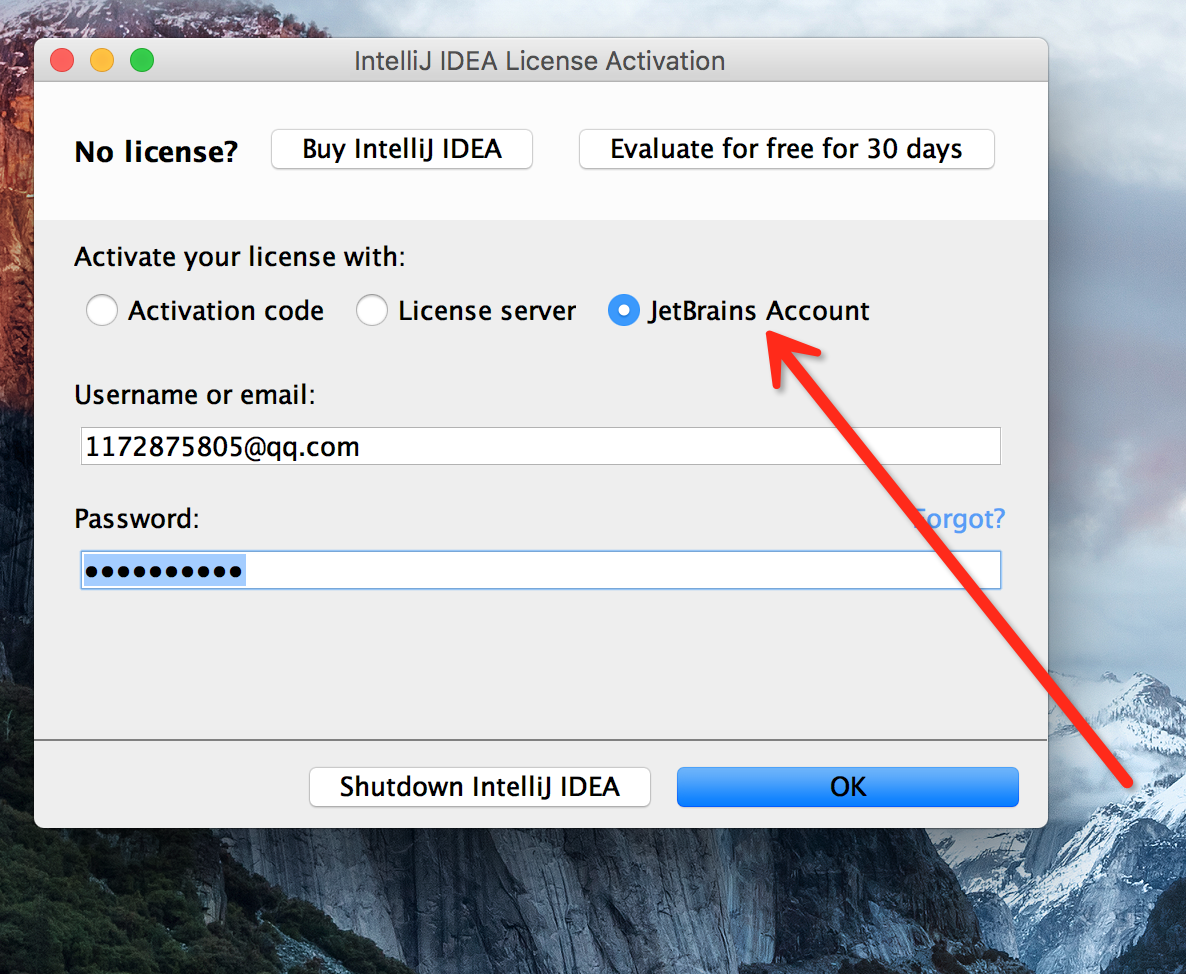 IntelliJ IDEA License Activation
No license? Buy IntelliJ IDEA Evaluate for free for 30 days
Activate your license with:
Activation code License server JetBrains Account
Username or email:
1172875805@qq.com
Password: Forgot?
••••••••••
Shutdown IntelliJ IDEA OK